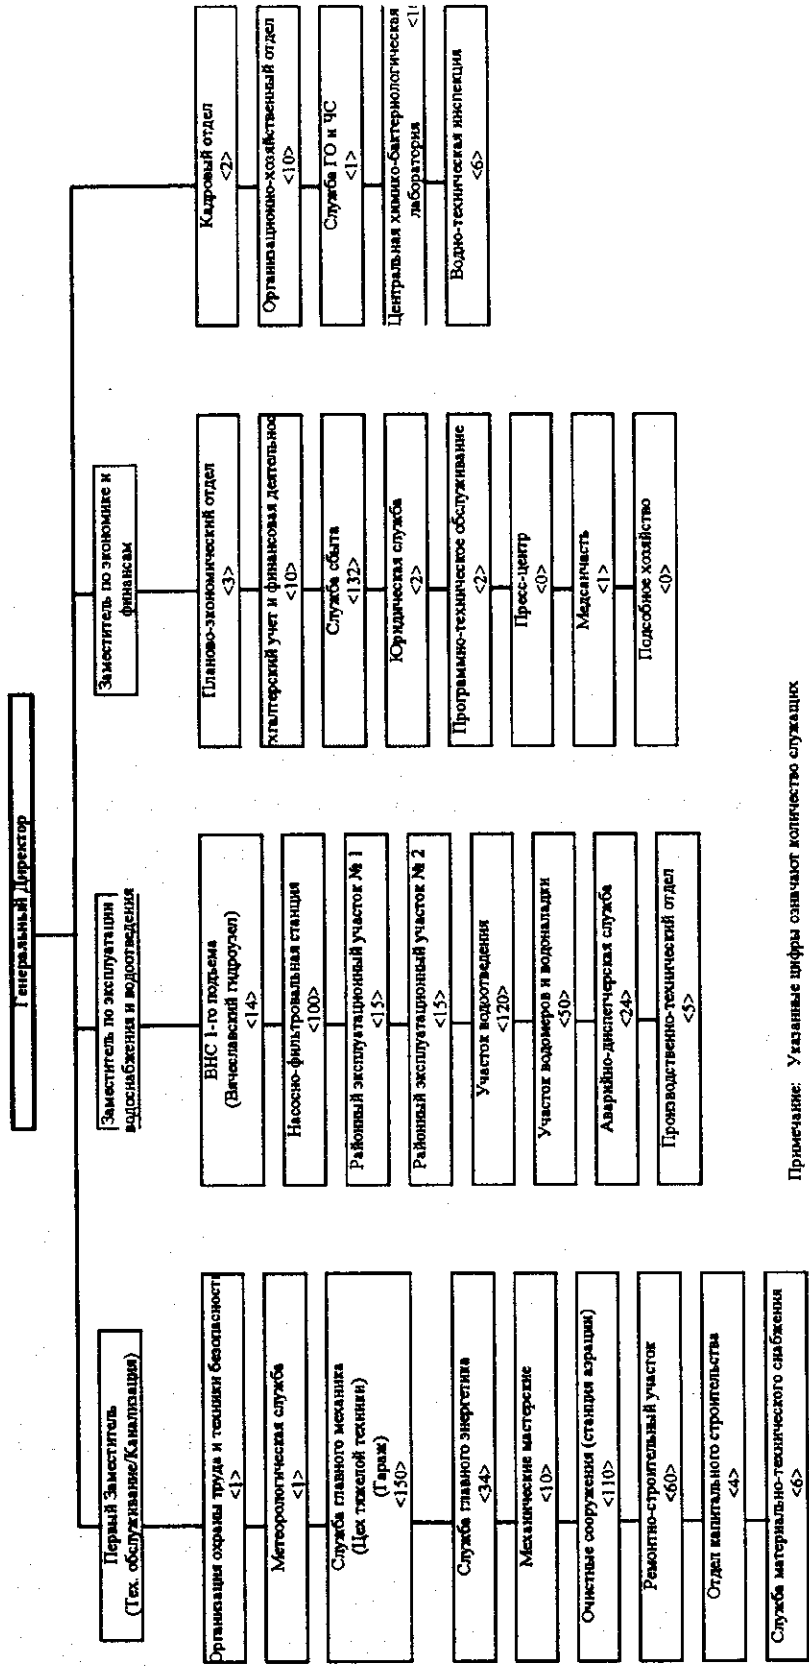 Генеральный Директор
Первый Заместитель
(Тех. обслуживание/Канализация)
Организация охраны труда и техники безопасности
<1>
Метеорологическая служба
<1>
Служба главного механика
(Цех тяжелой техники)
(Гараж)
<150>
Служба главного энергетика
<34>
Механические мастерские
<10>
Очистные сооружения (станция аэрации)
<110>
Ремонтно-строительный участок
<60>
Отдел капитального строительства
<4>
Служба материально-технического снабжения
<6>
Заместитель по эксплуатации
водоснабжения и водоотведения
ВНС 1-го подъема
(Вячеславский гидроузел)
<14>
Насосно-фильтровальная станция
<100>
Районный эксплуатационный участок № 1
<15>
Районный эксплуатационный участок № 2
<15>
Участок водоотведения
<120>
Участок водомеров и водоналадки
<50>
Аварийно-диспетчерская служба
<24>
Производственно-технический отдел
<5>
Заместитель по экономике и
финансам
Планово-экономический отдел
<3>
хгалтерский учет и финансовая деятельнос
<10>
Служба сбыта
<132>
Юридическая служба
<2>
Программно-техническое обслуживание
<2>
Пресс-центр
<0>
Медсанчасть
<1>
Подсобное хозяйство
<0>
Кадровый отдел
<2>
Организационно-хозяйственный отдел
<10>
Служба ГО и ЧС
<1>
Центральная химико-бактериологическая
лаборатория
Водно-техническая инспекция
<6>
Примечание: Указанные цифры означают количество служащих